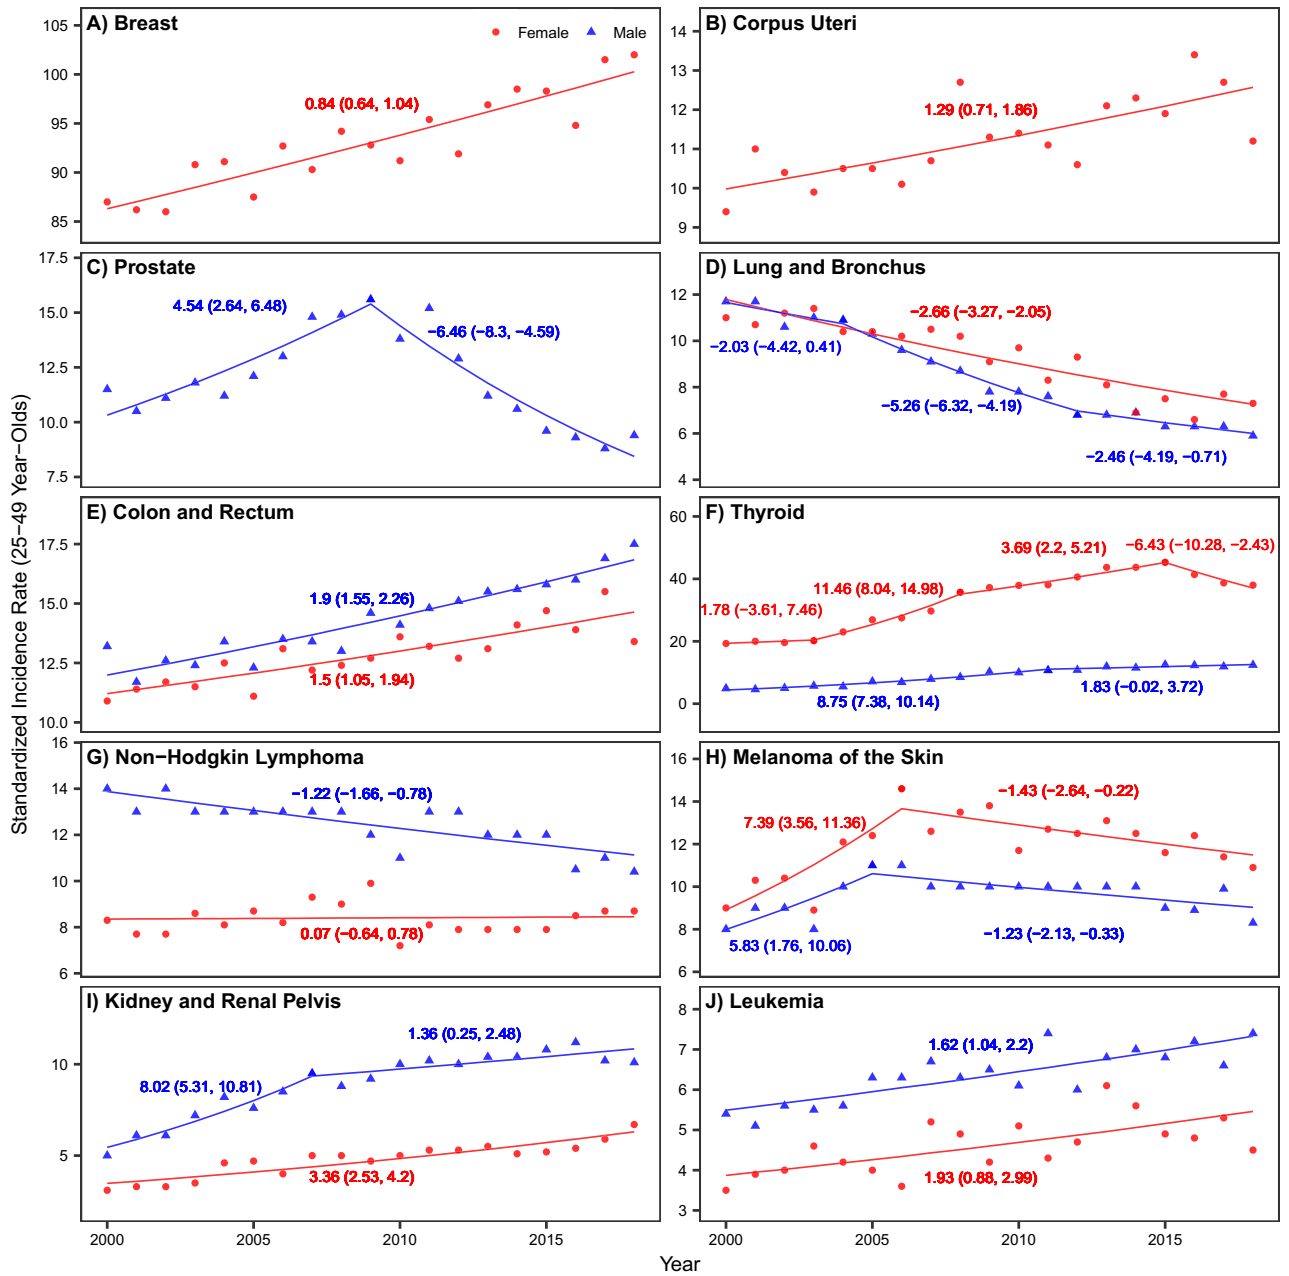 Standardized Incidence Rate (25−49 Year−Olds)
A) Breast
Female
Male
105
100
95
90
85
0.84 (0.64, 1.04)
B) Corpus Uteri
14
13
12
11
10
9
1.29 (0.71, 1.86)
C) Prostate
17.5
15.0
12.5
10.0
7.5
4.54 (2.64, 6.48)
−6.46 (−8.3, −4.59)
D) Lung and Bronchus
12
10
8
6
4
−2.66 (−3.27, −2.05)
−2.03 (−4.42, 0.41)
−5.26 (−6.32, −4.19)
−2.46 (−4.19, −0.71)
E) Colon and Rectum
17.5
15.0
12.5
10.0
1.9 (1.55, 2.26)
1.5 (1.05, 1.94)
F) Thyroid
60
40
20
0
3.69 (2.2, 5.21)
−6.43 (−10.28, −2.43)
11.46 (8.04, 14.98)
1.78 (−3.61, 7.46)
8.75 (7.38, 10.14)
1.83 (−0.02, 3.72)
G) Non−Hodgkin Lymphoma
16
14
12
10
8
6
−1.22 (−1.66, −0.78)
0.07 (−0.64, 0.78)
H) Melanoma of the Skin
16
14
12
10
8
6
−1.43 (−2.64, −0.22)
7.39 (3.56, 11.36)
5.83 (1.76, 10.06)
−1.23 (−2.13, −0.33)
I) Kidney and Renal Pelvis
10
5
1.36 (0.25, 2.48)
8.02 (5.31, 10.81)
3.36 (2.53, 4.2)
2000
2005
2010
2015
J) Leukemia
8
7
6
5
4
3
1.62 (1.04, 2.2)
1.93 (0.88, 2.99)
2000
2005
2010
2015
Year